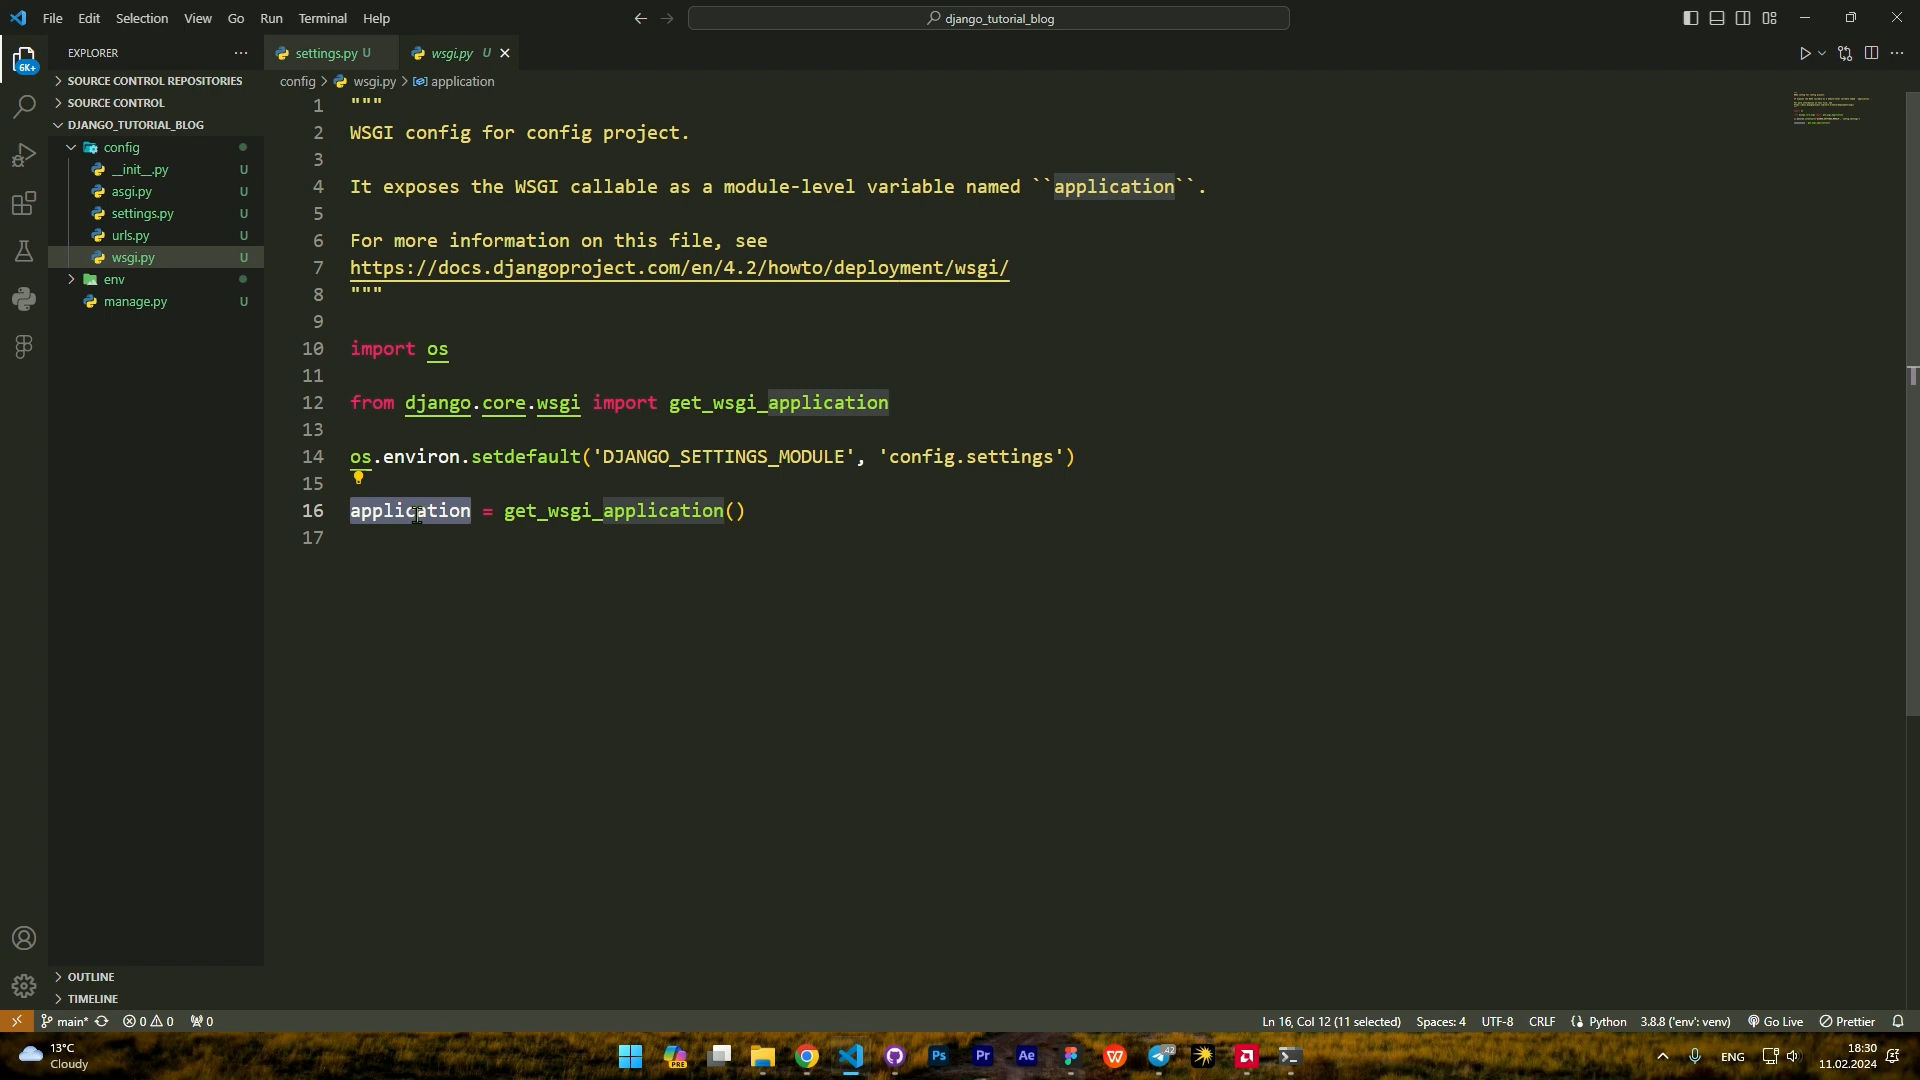 File Edit Selection View Go Run Terminal Help
django_tutorial_blog
EXPLORER
SOURCE CONTROL REPOSITORIES
SOURCE CONTROL
DJANGO_TUTORIAL_BLOG
config
__init__.py U
asgi.py U
settings.py U
urls.py U
wsgi.py U
env
manage.py U
OUTLINE
TIMELINE
6K+
settings.py U
wsgi.py U
config > wsgi.py > application
1 """
2 WSGI config for config project.
3
4 It exposes the WSGI callable as a module-level variable named ``application``.
5
6 For more information on this file, see
7 https://docs.djangoproject.com/en/4.2/howto/deployment/wsgi/
8 """
9
10 import os
11
12 from django.core.wsgi import get_wsgi_application
13
14 os.environ.setdefault('DJANGO_SETTINGS_MODULE', 'config.settings')
15
16 application = get_wsgi_application()
17
main* 0 0 0
Ln 16, Col 12 (11 selected) Spaces: 4 UTF-8 CRLF Python 3.8.8 ('env': venv) Go Live Prettier
13°C
Cloudy
PRE
Ps
Pr
Ae
42
ENG
18:30
11.02.2024